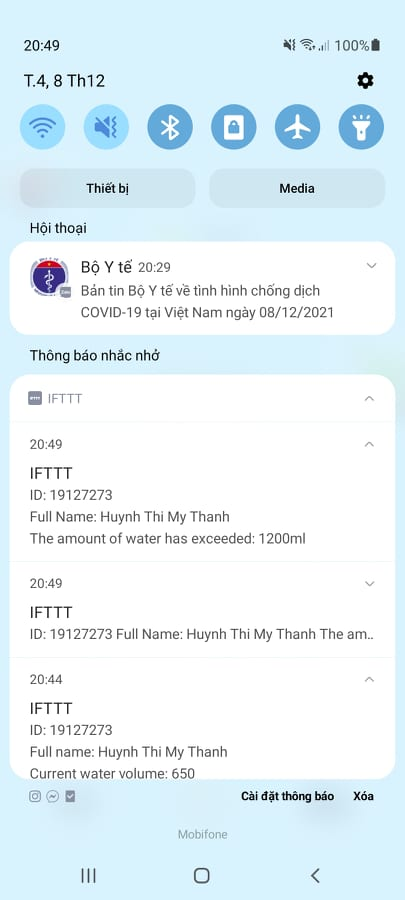 20:49
100%
T.4, 8 Th12
Thiết bị
Media
Hội thoại
Bộ Y tế 20:29
Bản tin Bộ Y tế về tình hình chống dịch
COVID-19 tại Việt Nam ngày 08/12/2021
Thông báo nhắc nhở
IFTTT
20:49
IFTTT
ID: 19127273
Full Name: Huynh Thi My Thanh
The amount of water has exceeded: 1200ml
20:49
IFTTT
ID: 19127273 Full Name: Huynh Thi My Thanh The am..
20:44
IFTTT
ID: 19127273
Full name: Huynh Thi My Thanh
Current water volume: 650
Cài đặt thông báo
Xóa
Mobifone